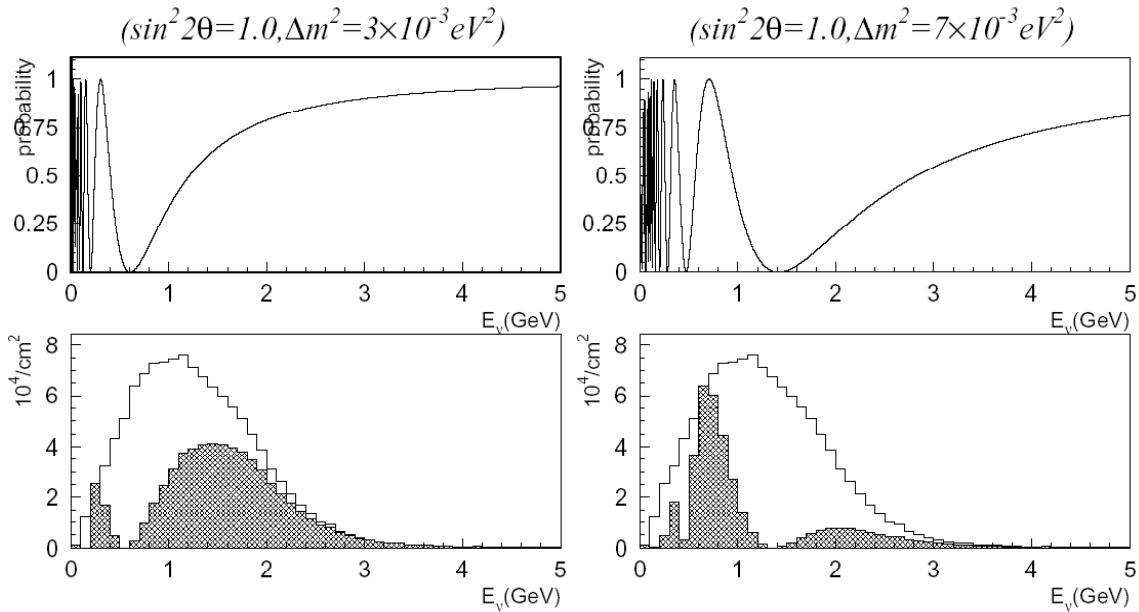 (sin²2θ=1.0,Δm²=3×10⁻³eV²)
probability
1
0.75
0.5
0.25
0
0 1 2 3 4 5
E_ν(GeV)
(sin²2θ=1.0,Δm²=7×10⁻³eV²)
probability
1
0.75
0.5
0.25
0
0 1 2 3 4 5
E_ν(GeV)
10⁴/cm²
8
6
4
2
0
0 1 2 3 4 5
E_ν(GeV)
10⁴/cm²
8
6
4
2
0
0 1 2 3 4 5
E_ν(GeV)